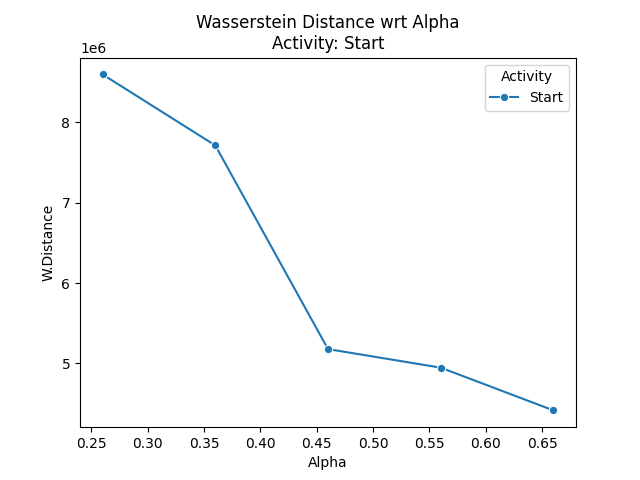 Wasserstein Distance wrt Alpha
Activity: Start
1e6
Activity
Start
8
7
6
5
W.Distance
0.25 0.30 0.35 0.40 0.45 0.50 0.55 0.60 0.65
Alpha